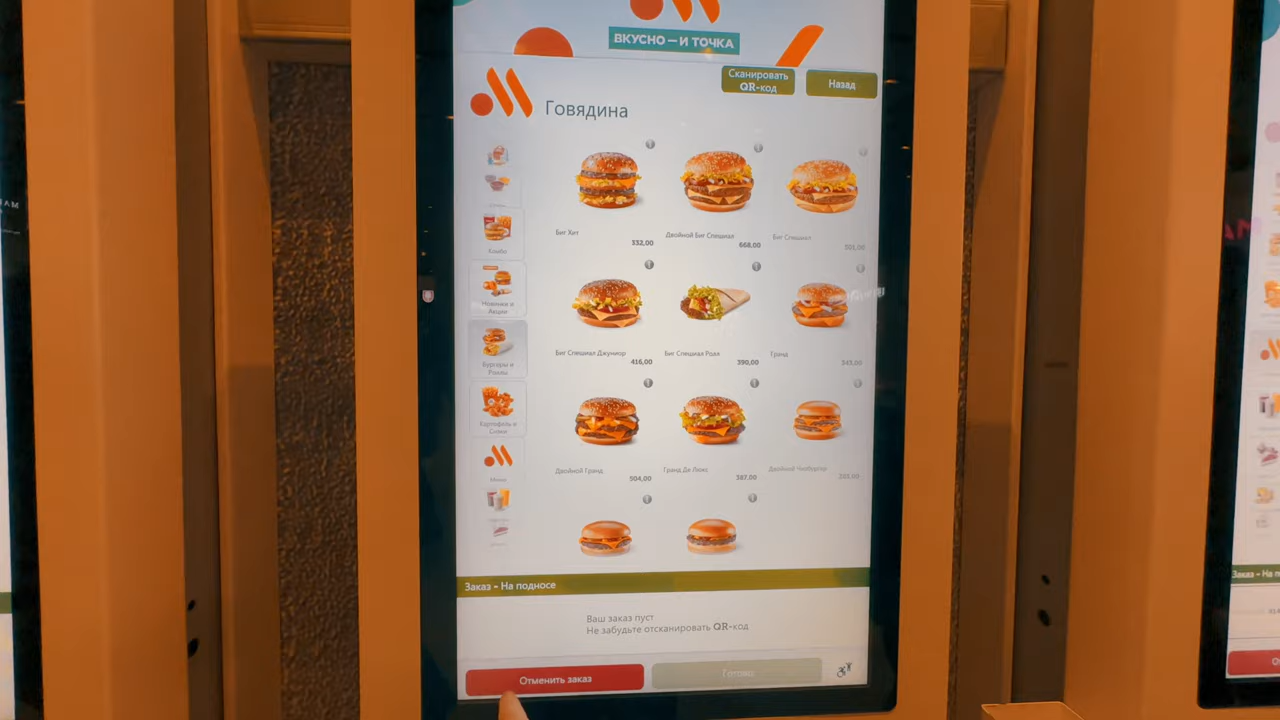 ВКУСНО — И ТОЧКА
Сканировать
QR-код
Назад
Говядина
Биг Хит
332,00
Двойной Биг Спешиал
668,00
Биг Спешиал
Комбо
Новинки и
Акции
Биг Спешиал Джуниор
416,00
Биг Спешиал Ролл
390,00
Гранд
Бургеры и
Роллы
Картофель и
Снэки
Двойной Гранд
504,00
Гранд Де Люкс
387,00
Двойной Чизбургер
Заказ - На подносе
Ваш заказ пуст
Не забудьте отсканировать QR-код
Отменить заказ
Готово